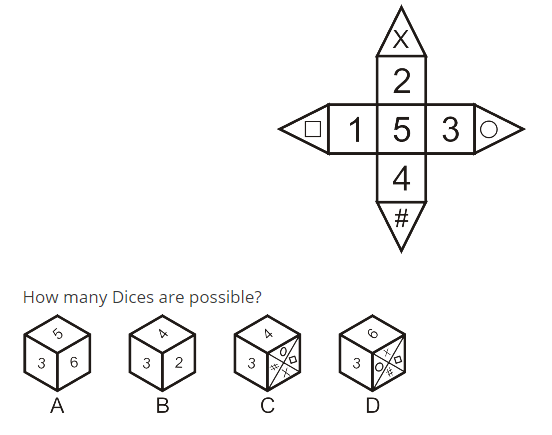 X
2
□ 1 5 3 ○
4
#
How many Dices are possible?
5
3 6
4
3 2
4
3 O # □ X
6
3 X O □ #
A B C D